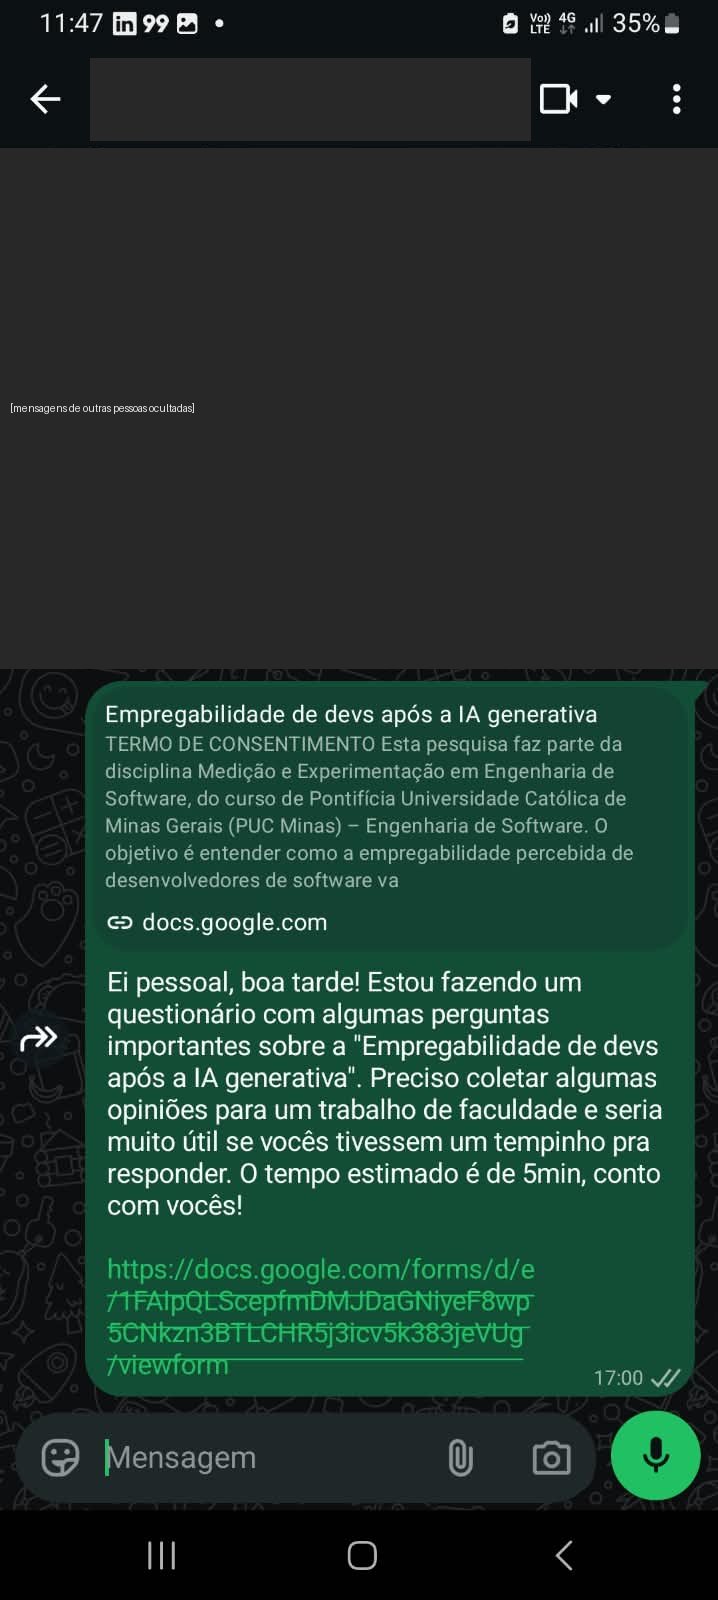 11:47 in 99
Vo)) LTE 4G 35%
[mensagens de outras pessoas ocultadas]
Empregabilidade de devs após a IA generativa
TERMO DE CONSENTIMENTO Esta pesquisa faz parte da
disciplina Medição e Experimentação em Engenharia de
Software, do curso de Pontifícia Universidade Católica de
Minas Gerais (PUC Minas) – Engenharia de Software. O
objetivo é entender como a empregabilidade percebida de
desenvolvedores de software va
docs.google.com
Ei pessoal, boa tarde! Estou fazendo um
questionário com algumas perguntas
importantes sobre a "Empregabilidade de devs
após a IA generativa". Preciso coletar algumas
opiniões para um trabalho de faculdade e seria
muito útil se vocês tivessem um tempinho pra
responder. O tempo estimado é de 5min, conto
com vocês!
https://docs.google.com/forms/d/e
/1FAIpQLScepfmDMJDaGNiyeF8wp
5CNkzn3BTLCHR5j3icv5k383jeVUg
/viewform
17:00
Mensagem